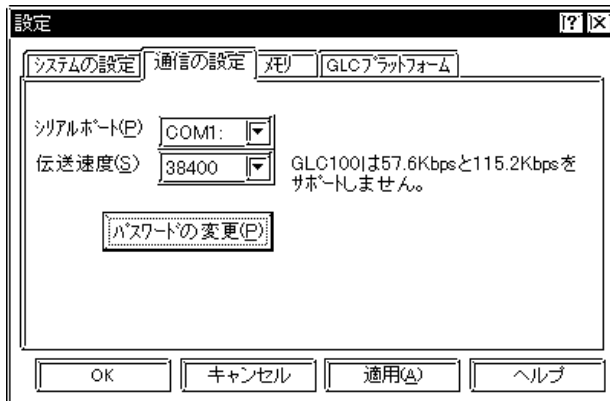 設定
システムの設定 通信の設定 メモリ GLCプラットフォーム
シリアルポート(P) COM1:
伝送速度(S) 38400 GLC100は57.6Kbpsと115.2Kbpsを
サポートしません。
パスワードの変更(P)
OK キャンセル 適用(A) ヘルプ